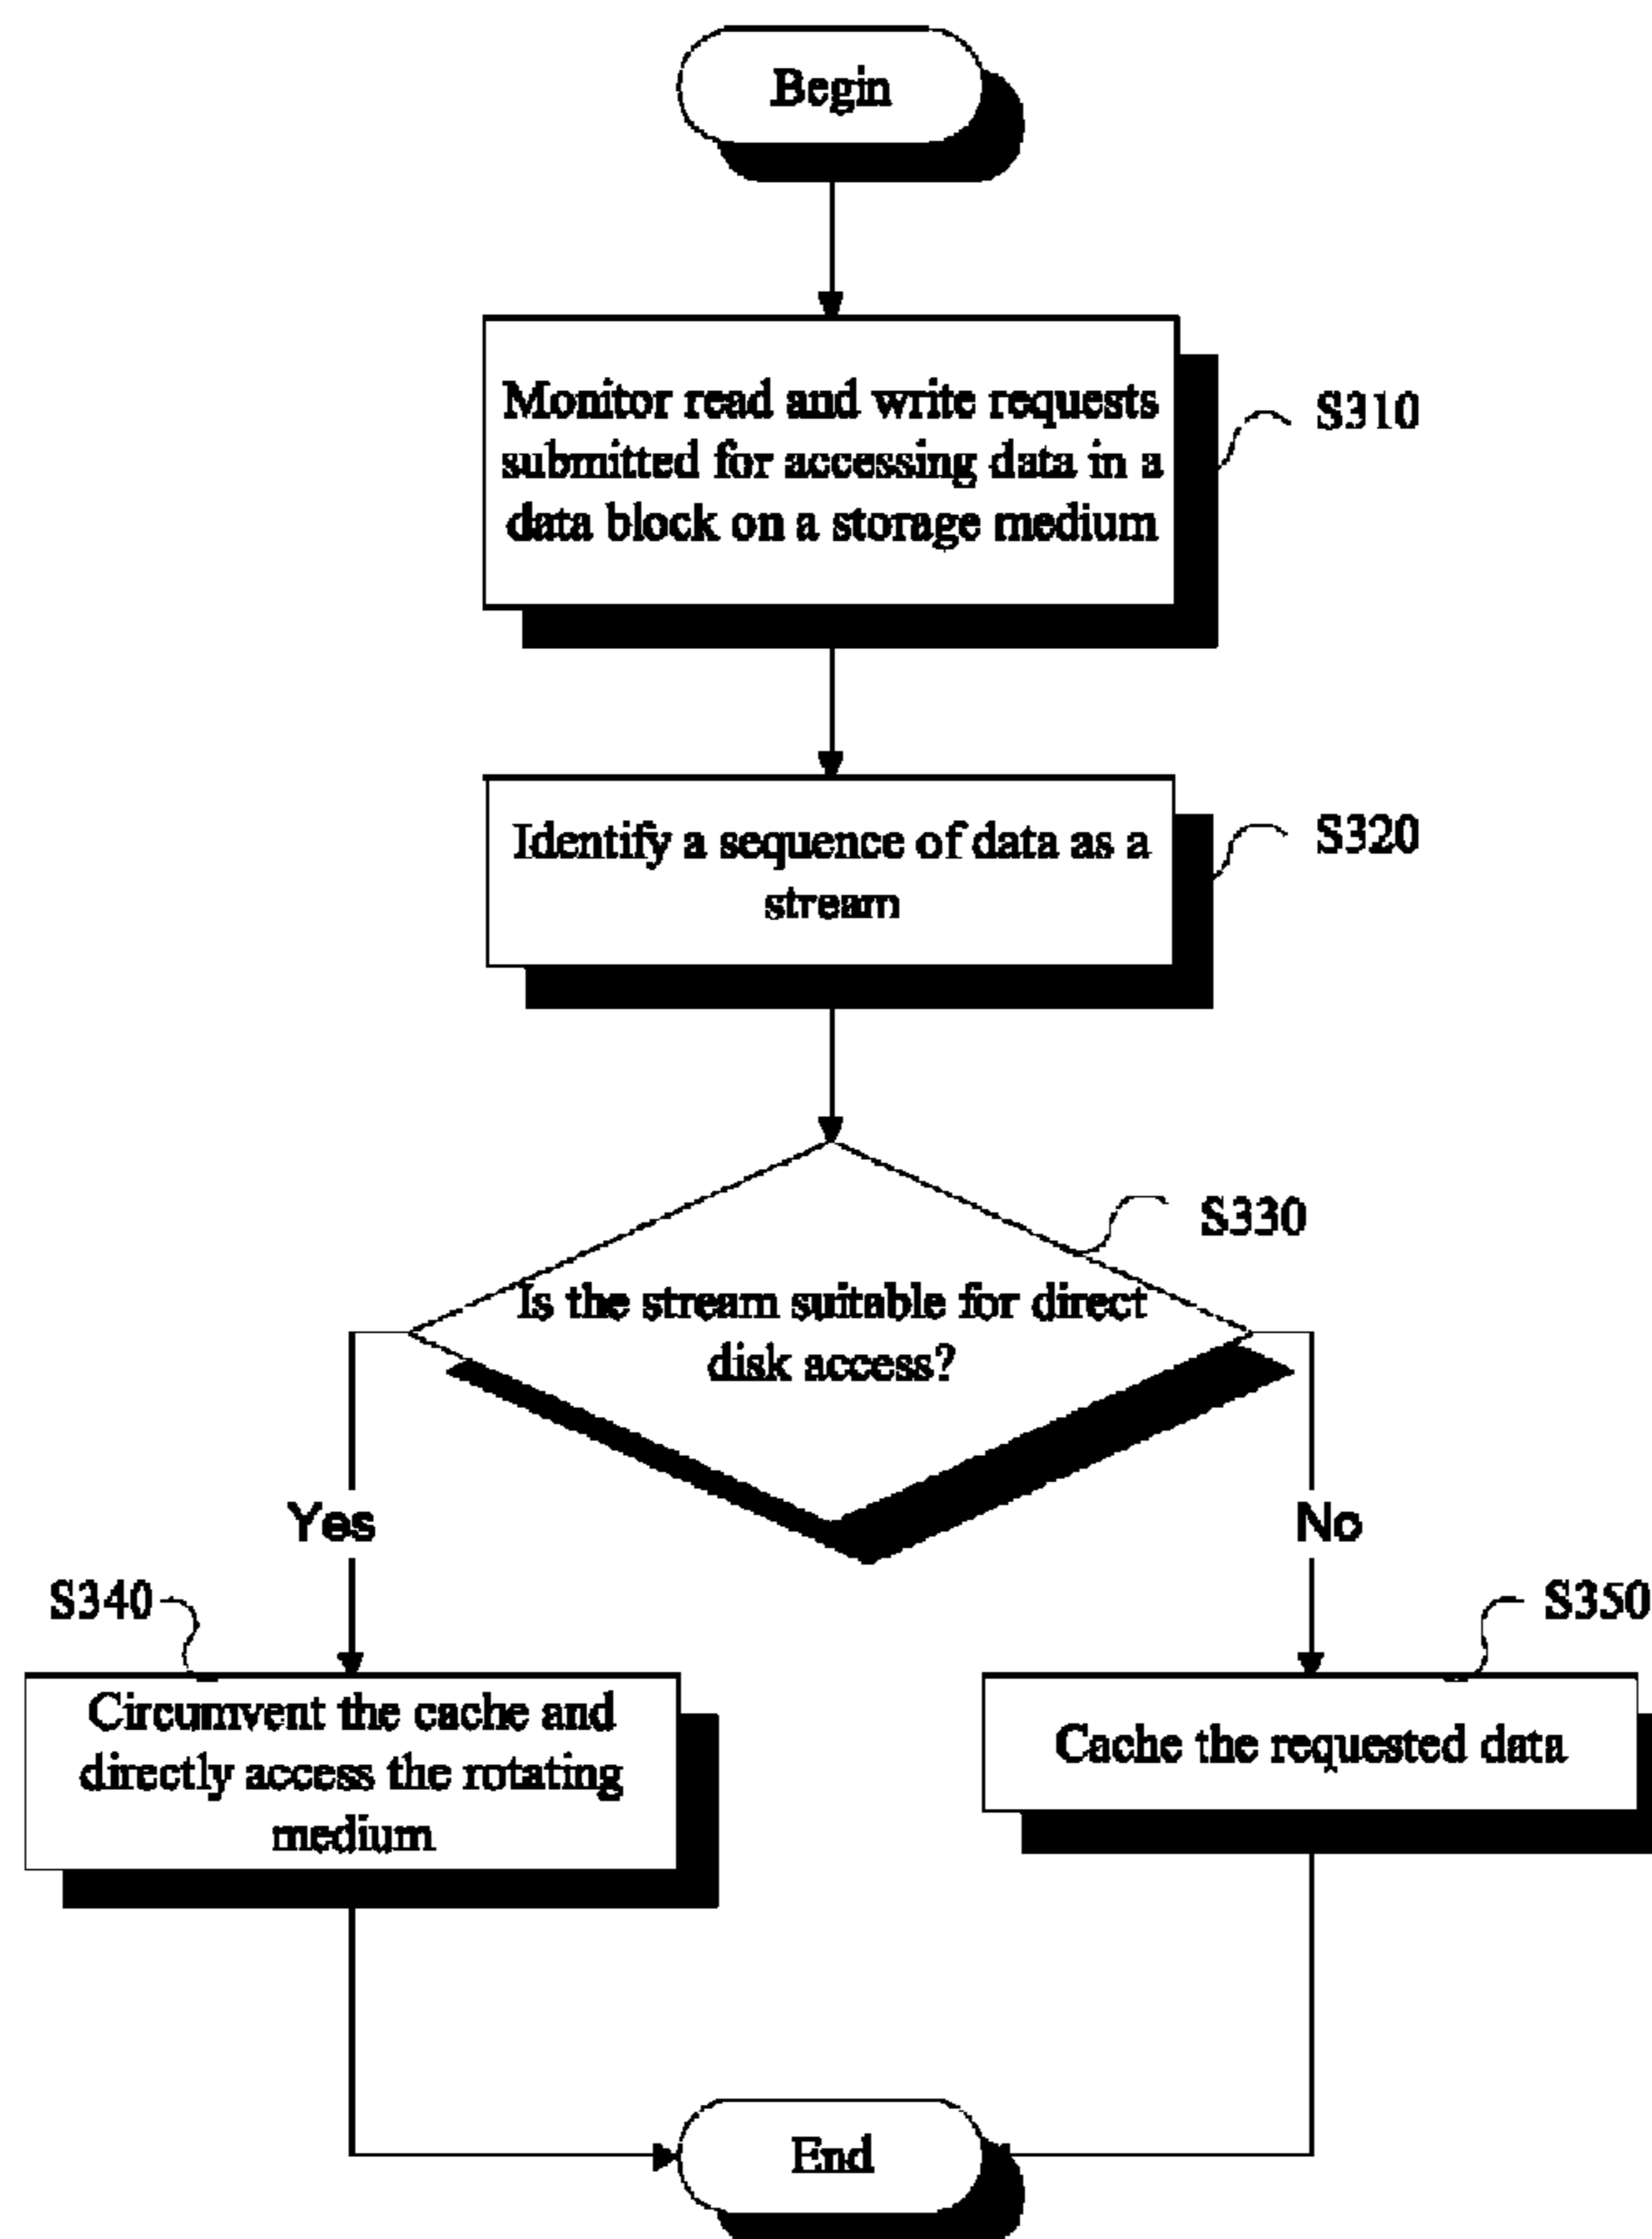 Begin
Monitor read and write requests
submitted for accessing data in a
data block on a storage medium
S310
Identify a sequence of data as a
stream
S320
S330
Is the stream suitable for direct
disk access?
Yes
No
S340
S350
Circumvent the cache and
directly access the rotating
medium
Cache the requested data
End